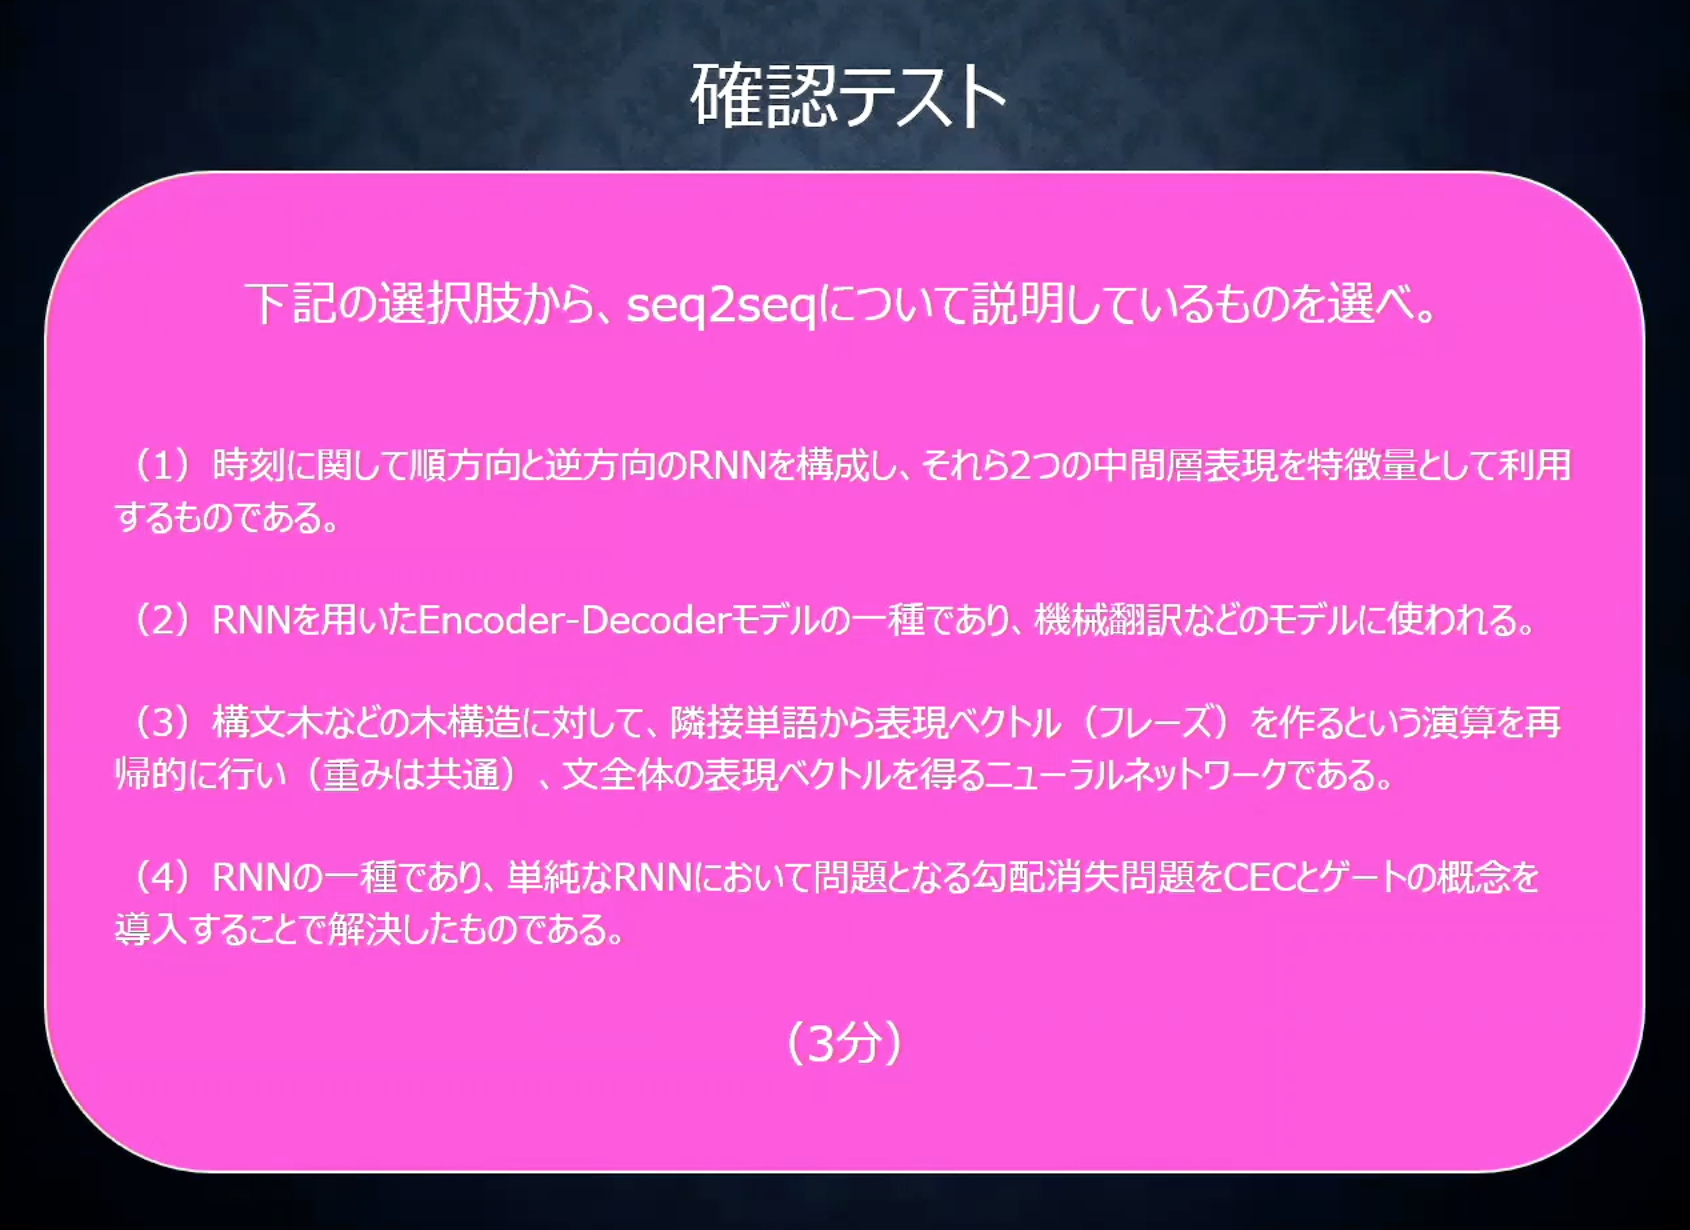 確認テスト
下記の選択肢から、seq2seqについて説明しているものを選べ。
（1）時刻に関して順方向と逆方向のRNNを構成し、それら2つの中間層表現を特徴量として利用
するものである。
（2）RNNを用いたEncoder-Decoderモデルの一種であり、機械翻訳などのモデルに使われる。
（3）構文木などの木構造に対して、隣接単語から表現ベクトル（フレーズ）を作るという演算を再
帰的に行い（重みは共通）、文全体の表現ベクトルを得るニューラルネットワークである。
（4）RNNの一種であり、単純なRNNにおいて問題となる勾配消失問題をCECとゲートの概念を
導入することで解決したものである。
（3分）